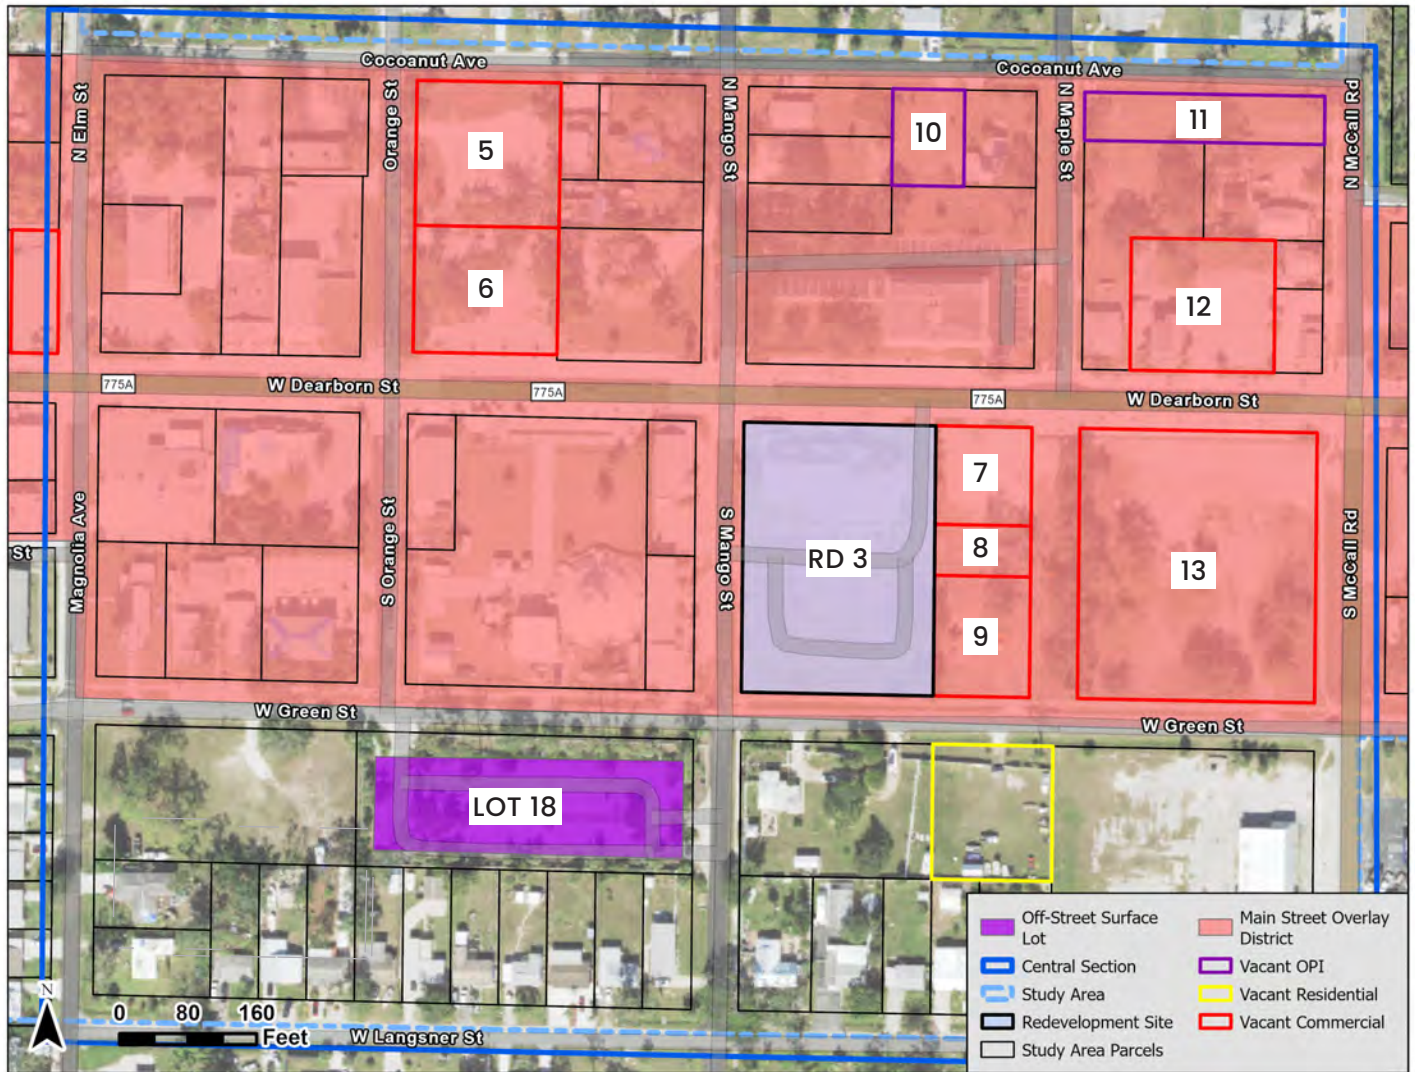 Cocoanut Ave
Cocoanut Ave
N Elm St
Orange St
N Mango St
N Maple St
N McCall Rd
5
10
11
6
12
775A
W Dearborn St
775A
775A
W Dearborn St
7
8
9
RD 3
13
St
Magnolia Ave
S Orange St
S Mango St
S McCall Rd
W Green St
W Green St
LOT 18
N
0 80 160
Feet
W Langsner St
Off-Street Surface
Lot
Central Section
Study Area
Redevelopment Site
Study Area Parcels
Main Street Overlay
District
Vacant OPI
Vacant Residential
Vacant Commercial